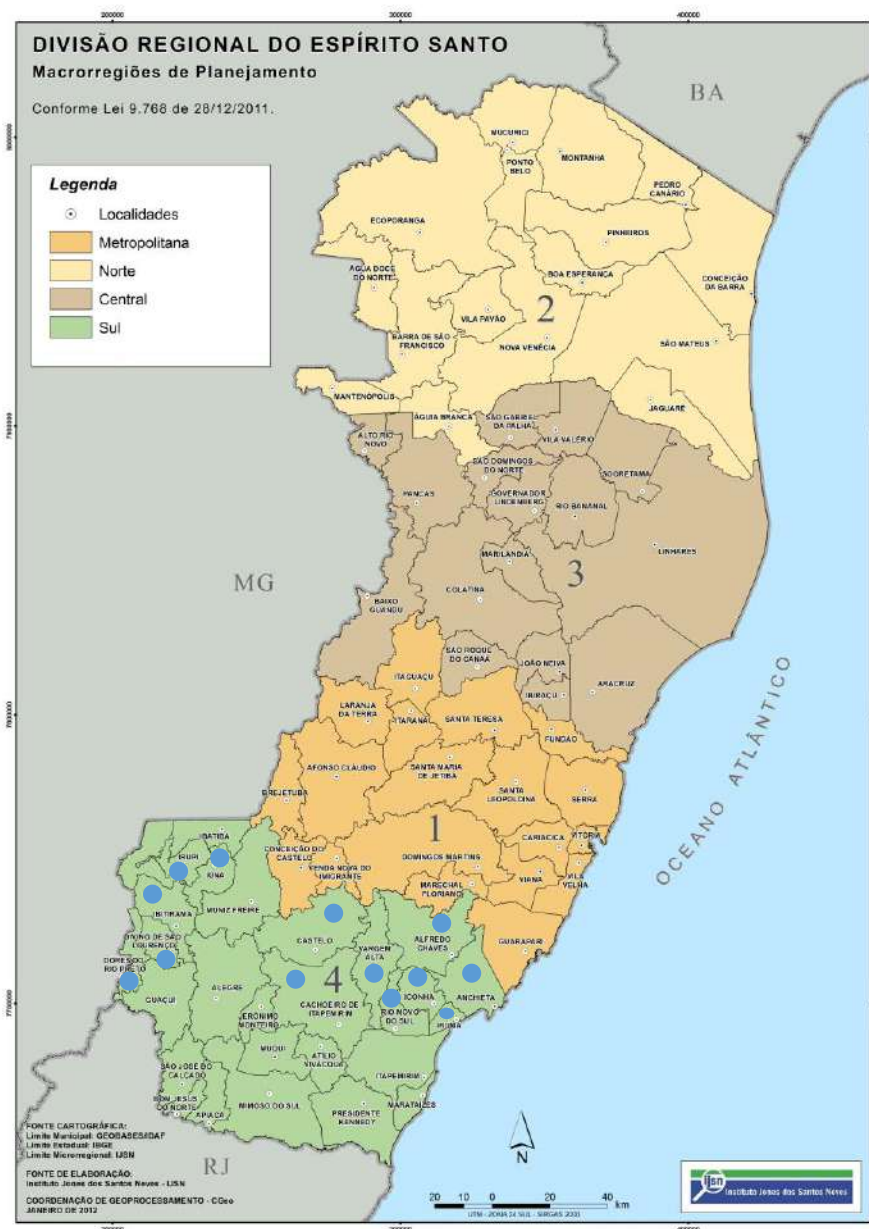 200000
300000
400000
DIVISÃO REGIONAL DO ESPÍRITO SANTO
Macrorregiões de Planejamento
Conforme Lei 9.768 de 28/12/2011.
BA
Legenda
Localidades
Metropolitana
Norte
Central
Sul
MUCURICI
PONTO
BELO
MONTANHA
PEDRO
CANÁRIO
ECOPORANGA
PINHEIROS
ÁGUA DOCE
DO NORTE
BOA ESPERANÇA
CONCEIÇÃO
DA BARRA
VILA PAVÃO
2
BARRA DE SÃO
FRANCISCO
NOVA VENÉCIA
SÃO MATEUS
MANTENÓPOLIS
JAGUARÉ
ÁGUIA BRANCA
SÃO GABRIEL
DA PALHA
VILA VALÉRIO
ALTO RIO
NOVO
SÃO DOMINGOS
DO NORTE
SOORETAMA
PANCAS
GOVERNADOR
LINDENBERG
RIO BANANAL
LINHARES
MARILÂNDIA
3
MG
COLATINA
BAIXO
GUANDU
SÃO ROQUE
DO CANAÃ
JOÃO NEIVA
ITAGUAÇU
ARACRUZ
IBIRAÇU
LARANJA
DA TERRA
ITARANA
SANTA TERESA
FUNDÃO
OCEANO ATLÂNTICO
AFONSO CLÁUDIO
SANTA MARIA
DE JETIBÁ
BREJETUBA
SANTA
LEOPOLDINA
SERRA
1
IBATIBA
CARIACICA
VITÓRIA
CONCEIÇÃO DO
CASTELO
VENDA NOVA DO
IMIGRANTE
DOMINGOS MARTINS
IRUPI
IÚNA
VIANA
VILA
VELHA
MARECHAL
FLORIANO
IBITIRAMA
MUNIZ FREIRE
CASTELO
VARGEM
ALTA
ALFREDO
CHAVES
GUARAPARI
DIVINO DE SÃO
LOURENÇO
DORES DO
RIO PRETO
4
GUAÇUÍ
ALEGRE
ICONHA
ANCHIETA
CACHOEIRO DE
ITAPEMIRIM
JERÔNIMO
MONTEIRO
RIO NOVO
DO SUL
PIÚMA
MUQUI
ATÍLIO
VIVACQUA
SÃO JOSÉ DO
CALÇADO
ITAPEMIRIM
BOM JESUS
DO NORTE
APIACÁ
MIMOSO DO SUL
PRESIDENTE
KENNEDY
MARATAÍZES
RJ
FONTE CARTOGRÁFICA:
Limite Municipal: GEOBASES/IDAF
Limite Estadual: IBGE
Limite Microrregional: IJSN
FONTE DE ELABORAÇÃO:
Instituto Jones dos Santos Neves - IJSN
COORDENAÇÃO DE GEOPROCESSAMENTO - CGeo
JANEIRO DE 2012
N
20 10 0 20 40
km
UTM - ZONA 24 SUL - SIRGAS 2000
ijsn
Instituto Jones dos Santos Neves